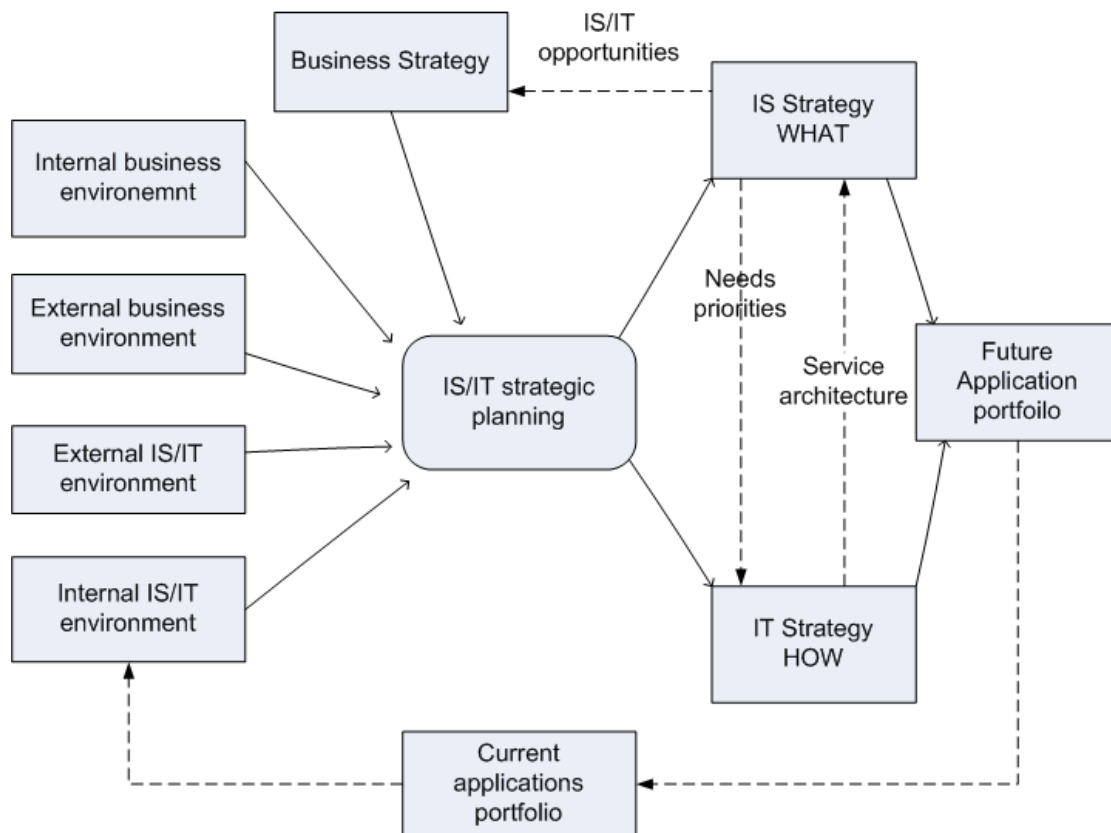 IS/IT
opportunities
Business Strategy
IS Strategy
WHAT
Internal business
environemnt
External business
environment
Needs
priorities
IS/IT strategic
planning
Service
architecture
Future
Application
portfoilo
External IS/IT
environment
Internal IS/IT
environment
IT Strategy
HOW
Current
applications
portfolio